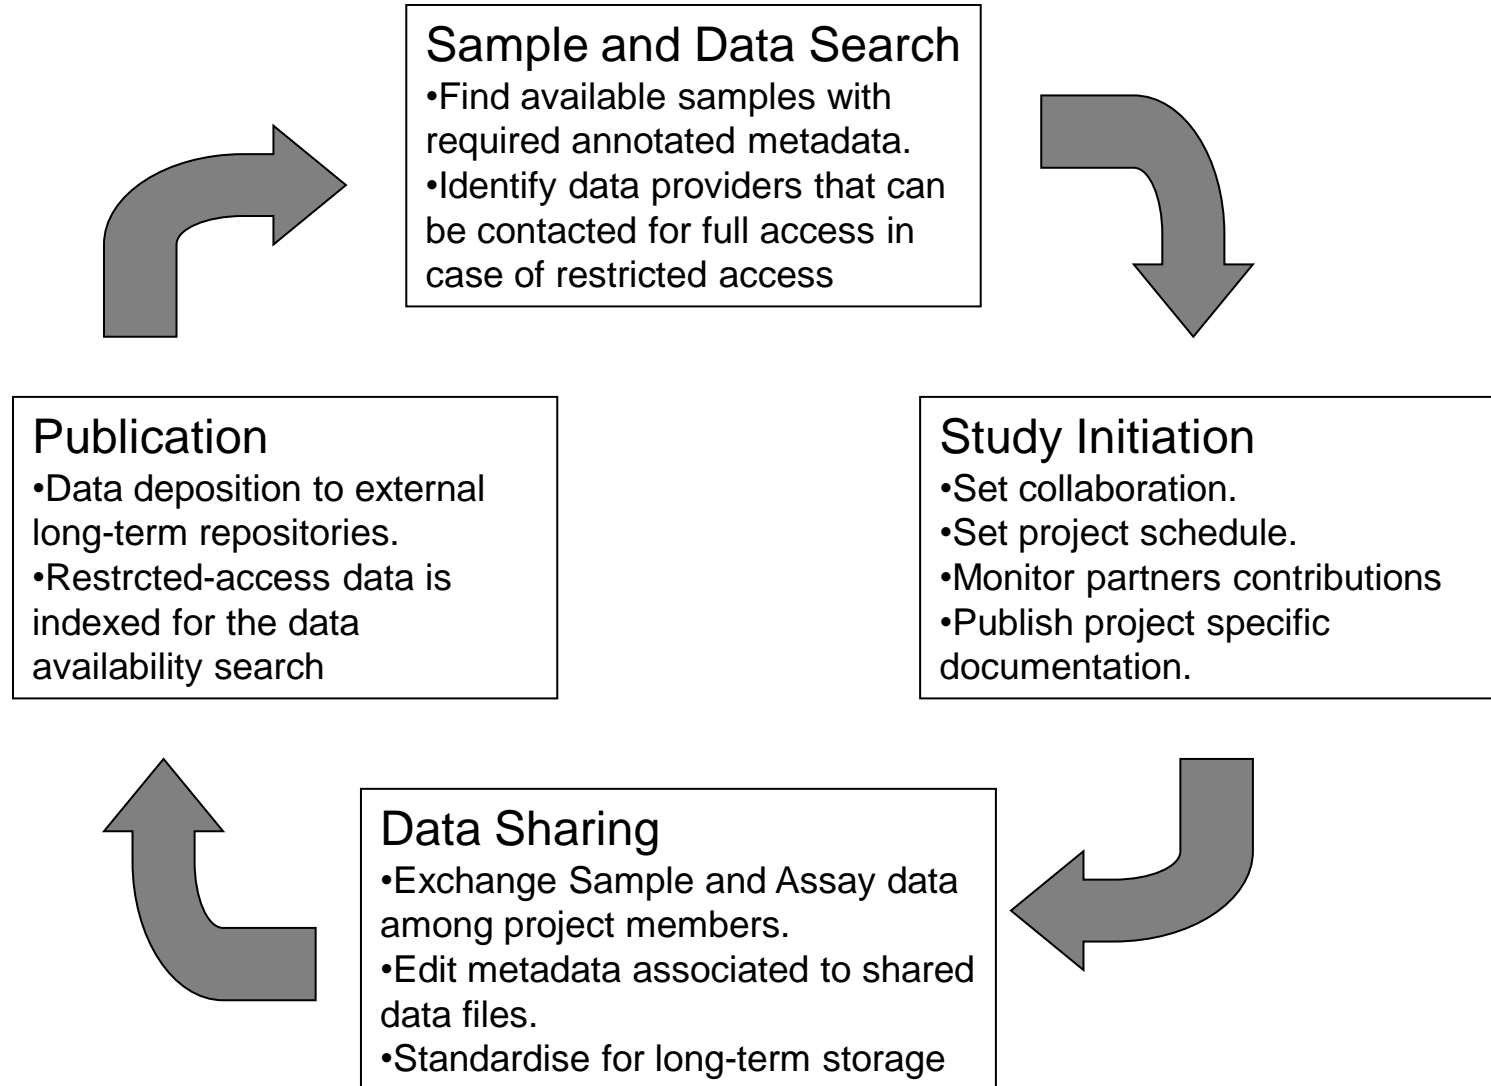 Sample and Data Search
•Find available samples with
required annotated metadata.
•Identify data providers that can
be contacted for full access in
case of restricted access
Publication
•Data deposition to external
long-term repositories.
•Restrcted-access data is
indexed for the data
availability search
Study Initiation
•Set collaboration.
•Set project schedule.
•Monitor partners contributions
•Publish project specific
documentation.
Data Sharing
•Exchange Sample and Assay data
among project members.
•Edit metadata associated to shared
data files.
•Standardise for long-term storage